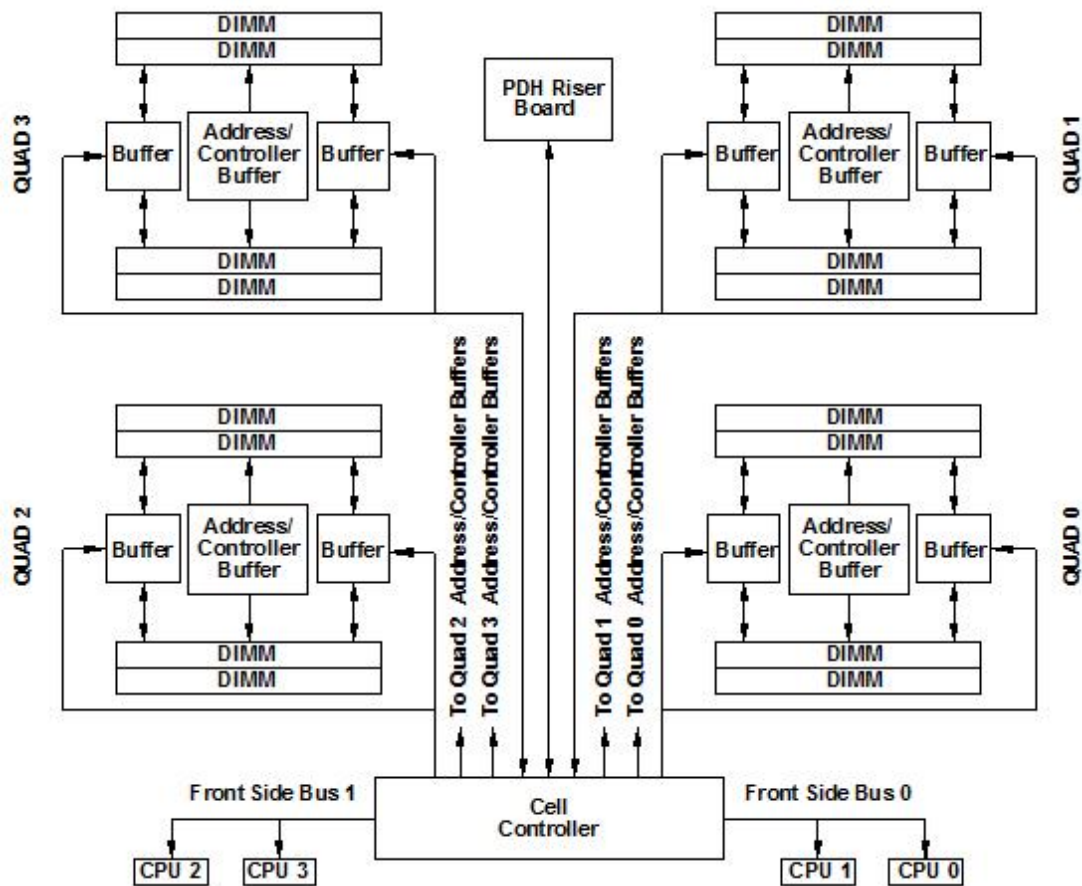 DIMM
DIMM
QUAD 3
Buffer
Address/
Controller
Buffer
Buffer
DIMM
DIMM
PDH Riser
Board
DIMM
DIMM
Buffer
Address/
Controller
Buffer
Buffer
QUAD 1
DIMM
DIMM
DIMM
DIMM
QUAD 2
Buffer
Address/
Controller
Buffer
Buffer
DIMM
DIMM
To Quad 2 Address/Controller Buffers
To Quad 3 Address/Controller Buffers
To Quad 1 Address/Controller Buffers
To Quad 0 Address/Controller Buffers
DIMM
DIMM
Buffer
Address/
Controller
Buffer
Buffer
QUAD 0
DIMM
DIMM
Front Side Bus 1
Cell
Controller
Front Side Bus 0
CPU 2
CPU 3
CPU 1
CPU 0